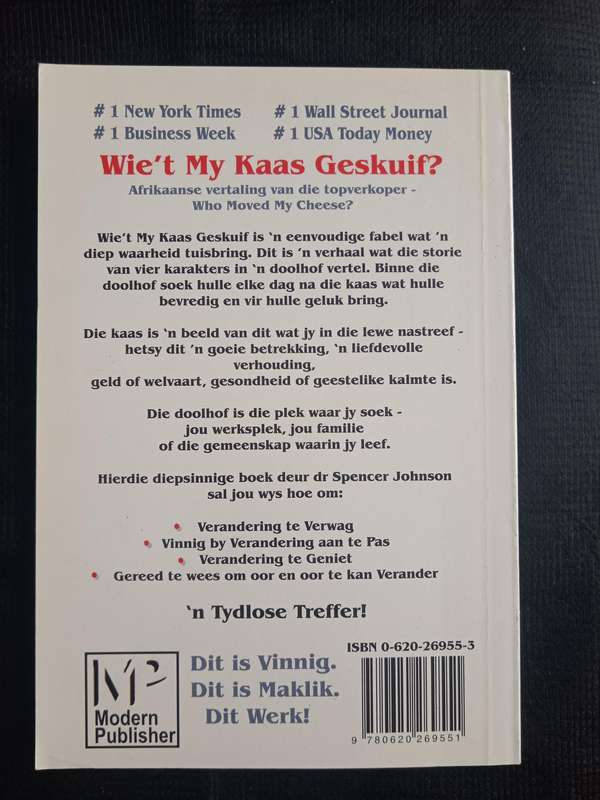 # 1 New York Times # 1 Wall Street Journal
# 1 Business Week # 1 USA Today Money
Wie't My Kaas Geskuif?
Afrikaanse vertaling van die topverkoper -
Who Moved My Cheese?
Wie't My Kaas Geskuif is 'n eenvoudige fabel wat 'n
diep waarheid tuisbring. Dit is 'n verhaal wat die storie
van vier karakters in 'n doolhof vertel. Binne die
doolhof soek hulle elke dag na die kaas wat hulle
bevredig en vir hulle geluk bring.
Die kaas is 'n beeld van dit wat jy in die lewe nastreef -
hetsy dit 'n goeie betrekking, 'n liefdevolle
verhouding,
geld of welvaart, gesondheid of geestelike kalmte is.
Die doolhof is die plek waar jy soek -
jou werksplek, jou familie
of die gemeenskap waarin jy leef.
Hierdie diepsinnige boek deur dr Spencer Johnson
sal jou wys hoe om:
• Verandering te Verwag
• Vinnig by Verandering aan te Pas
• Verandering te Geniet
• Gereed te wees om oor en oor te kan Verander
'n Tydlose Treffer!
MP
Modern
Publisher
Dit is Vinnig.
Dit is Maklik.
Dit Werk!
ISBN 0-620-26955-3
9 780620 269551